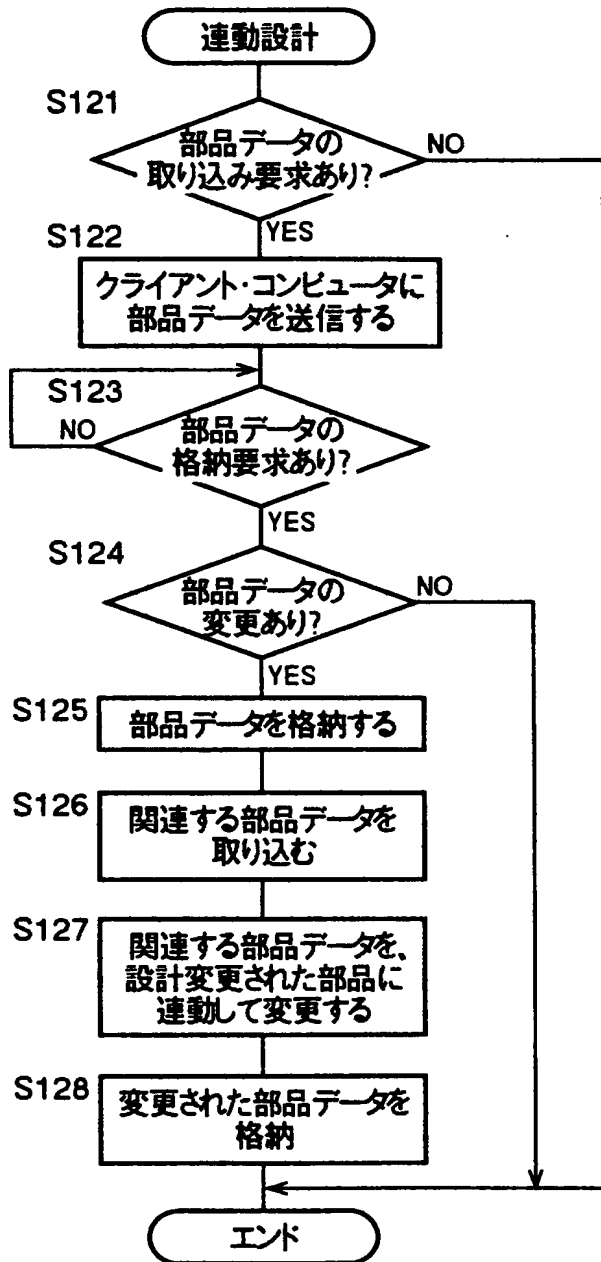 連動設計
S121
部品データの
取り込み要求あり?
NO
YES
S122
クライアント・コンピュータに
部品データを送信する
S123
NO
部品データの
格納要求あり?
YES
S124
部品データの
変更あり?
NO
YES
S125
部品データを格納する
S126
関連する部品データを
取り込む
S127
関連する部品データを、
設計変更された部品に
連動して変更する
S128
変更された部品データを
格納
エンド